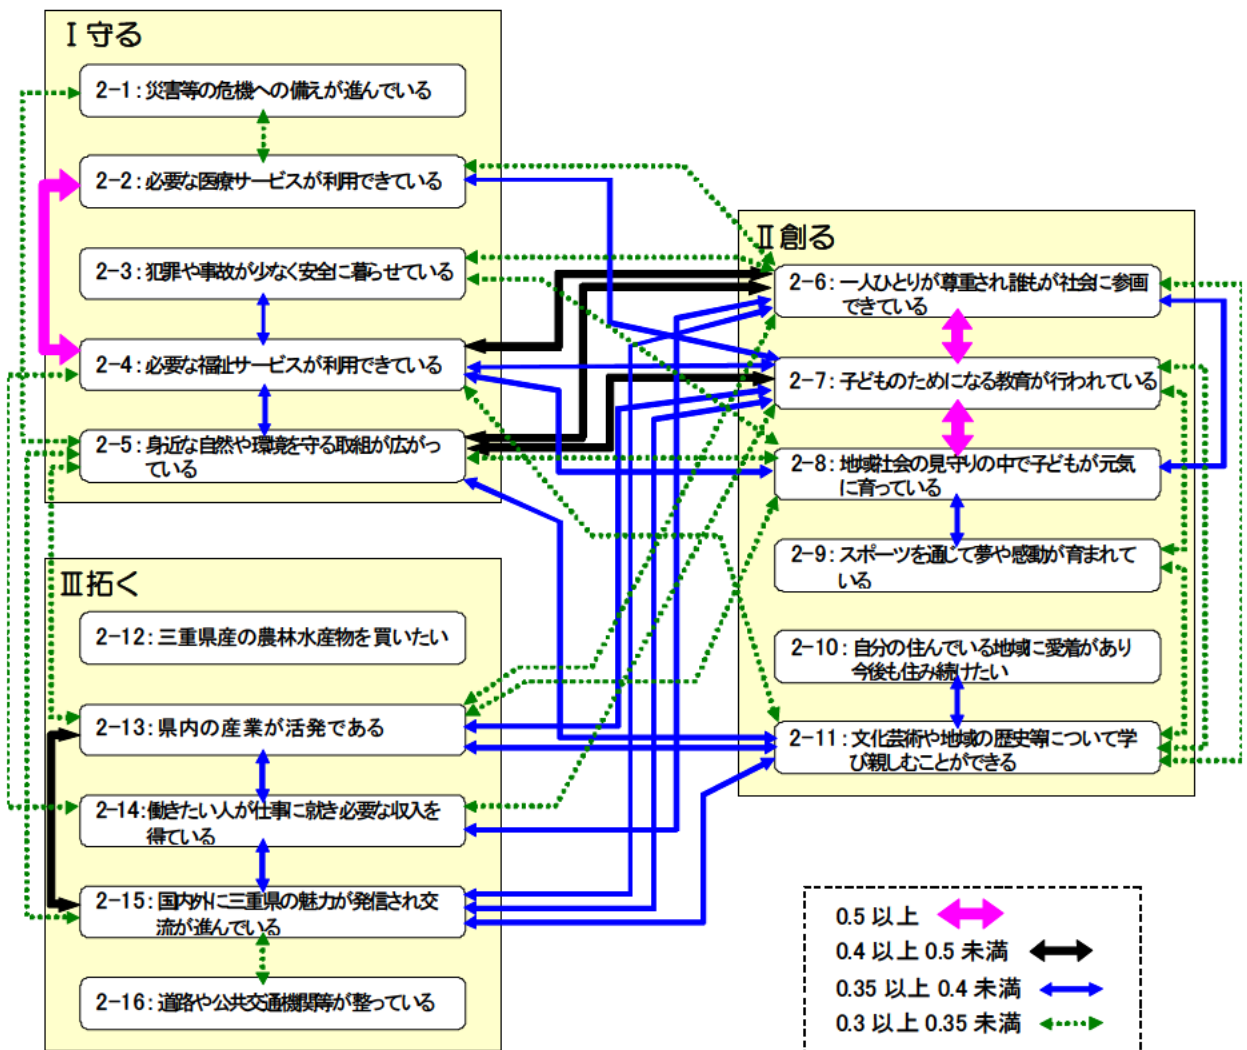 Ⅰ守る
2-1：災害等の危機への備えが進んでいる
2-2：必要な医療サービスが利用できている
2-3：犯罪や事故が少なく安全に暮らせている
2-4：必要な福祉サービスが利用できている
2-5：身近な自然や環境を守る取組が広がっ
ている
Ⅱ創る
2-6：一人ひとりが尊重され誰もが社会に参画
できている
2-7：子どものためになる教育が行われている
2-8：地域社会の見守りの中で子どもが元気
に育っている
2-9：スポーツを通じて夢や感動が育まれて
いる
2-10：自分の住んでいる地域に愛着があり
今後も住み続けたい
2-11：文化芸術や地域の歴史等について学
び親しむことができる
Ⅲ拓く
2-12：三重県産の農林水産物を買いたい
2-13：県内の産業が活発である
2-14：働きたい人が仕事に就き必要な収入を
得ている
2-15：国内外に三重県の魅力が発信され交
流が進んでいる
2-16：道路や公共交通機関等が整っている
0.5 以上
0.4 以上 0.5 未満
0.35 以上 0.4 未満
0.3 以上 0.35 未満